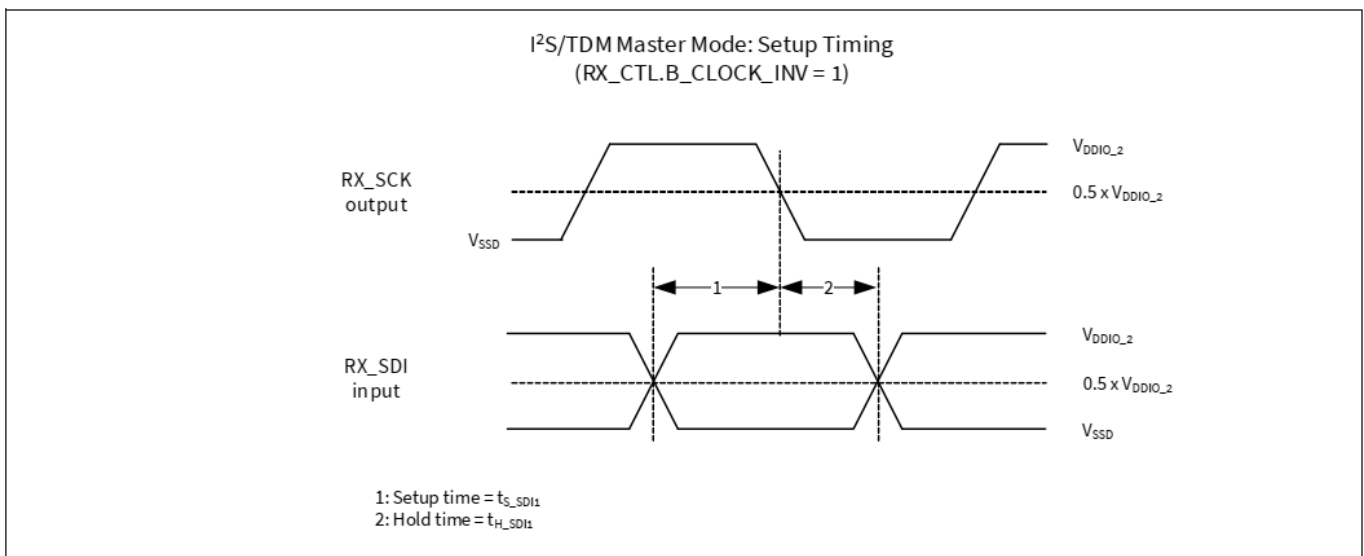 I²S/TDM Master Mode: Setup Timing
(RX_CTL.B_CLOCK_INV = 1)
RX_SCK
output
V_DDIO_2
0.5 x V_DDIO_2
V_SSD
1
2
RX_SDI
input
V_DDIO_2
0.5 x V_DDIO_2
V_SSD
1: Setup time = t_S_SDI1
2: Hold time = t_H_SDI1